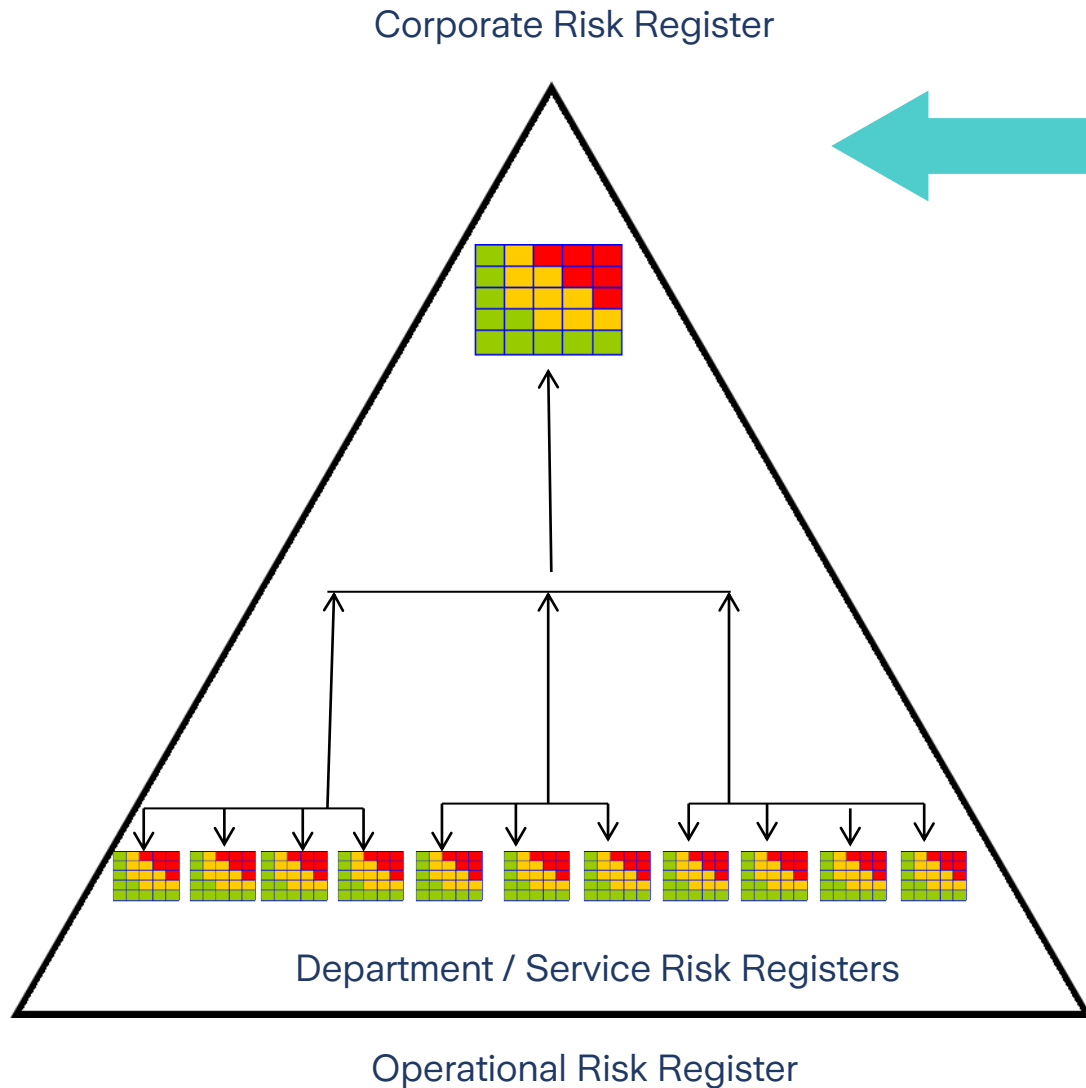 Corporate Risk Register
Department / Service Risk Registers
Operational Risk Register